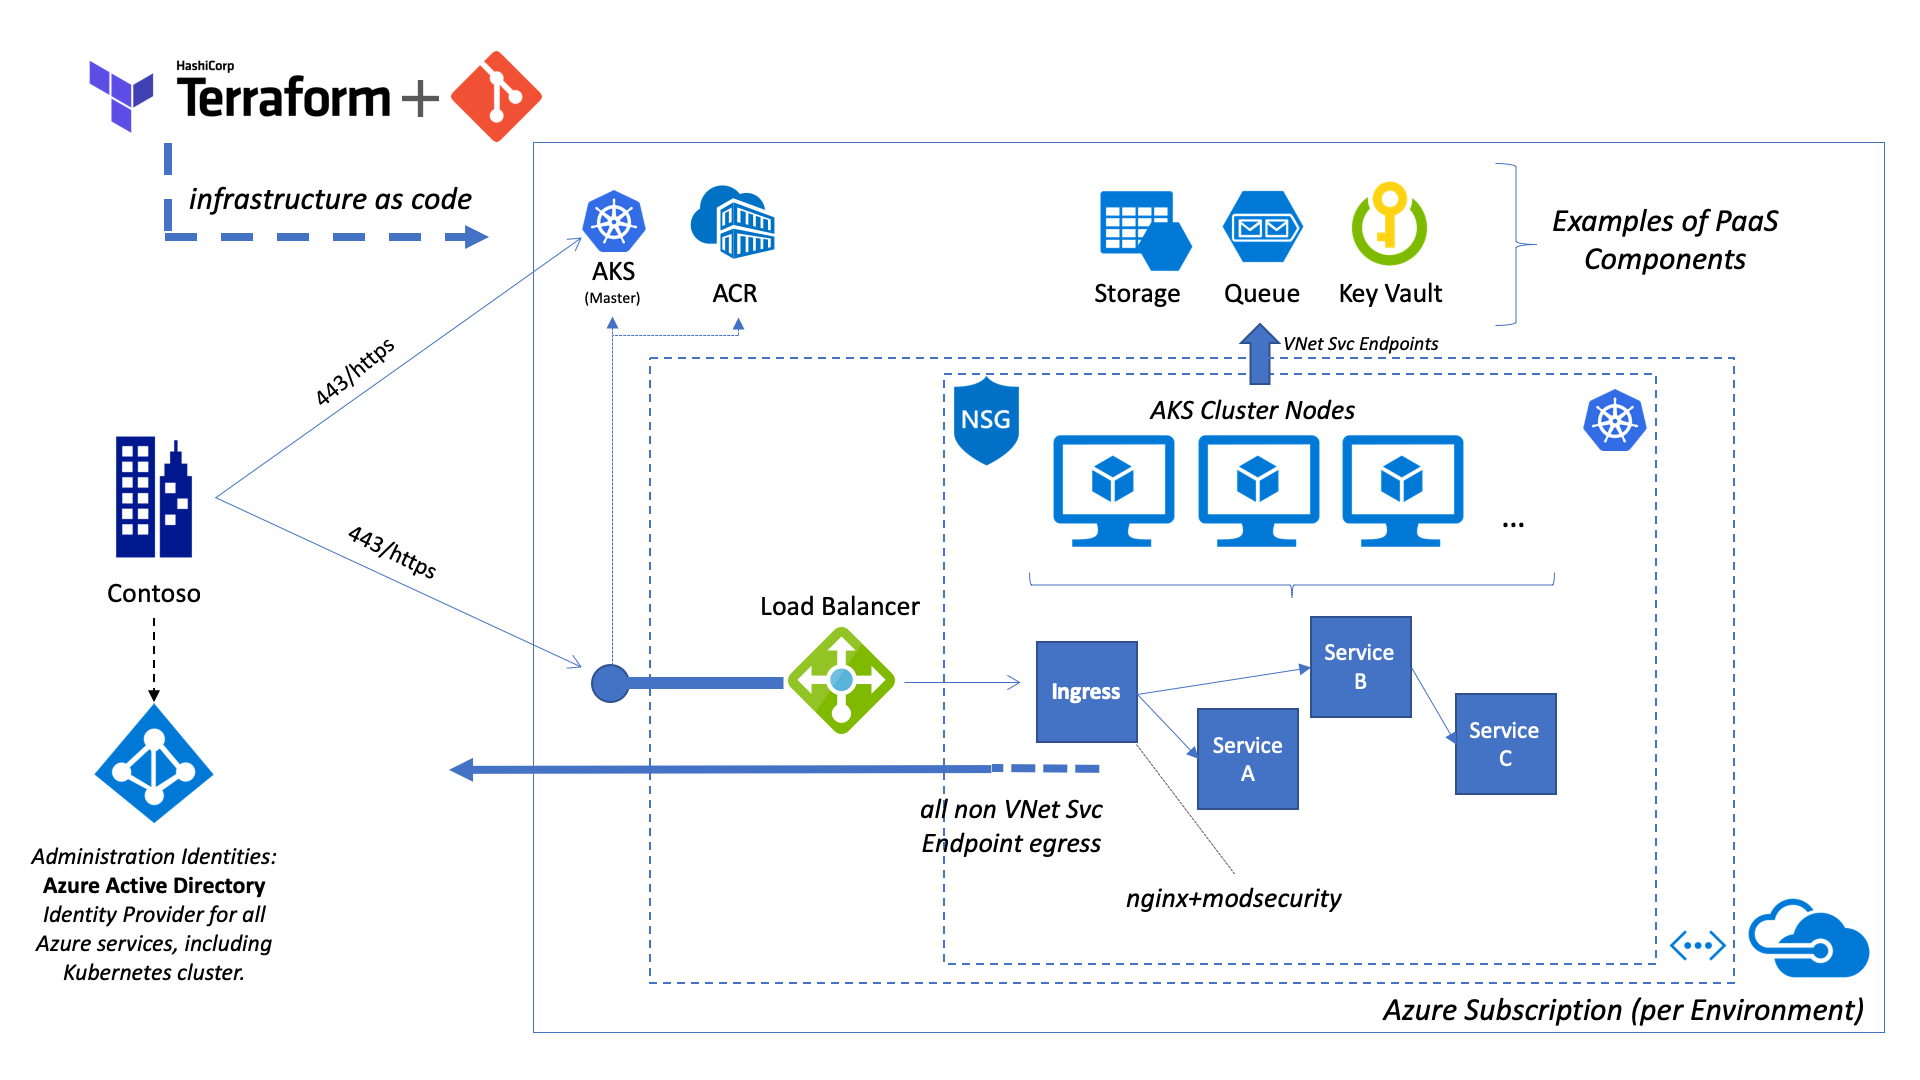 HashiCorp
Terraform
+
infrastructure as code
AKS
(Master)
ACR
Storage
Queue
Key Vault
Examples of PaaS
Components
443/https
VNet Svc Endpoints
NSG
AKS Cluster Nodes
...
443/https
Contoso
Load Balancer
Ingress
Service
B
Service
A
Service
C
all non VNet Svc
Endpoint egress
nginx+modsecurity
Administration Identities:
Azure Active Directory
Identity Provider for all
Azure services, including
Kubernetes cluster.
Azure Subscription (per Environment)